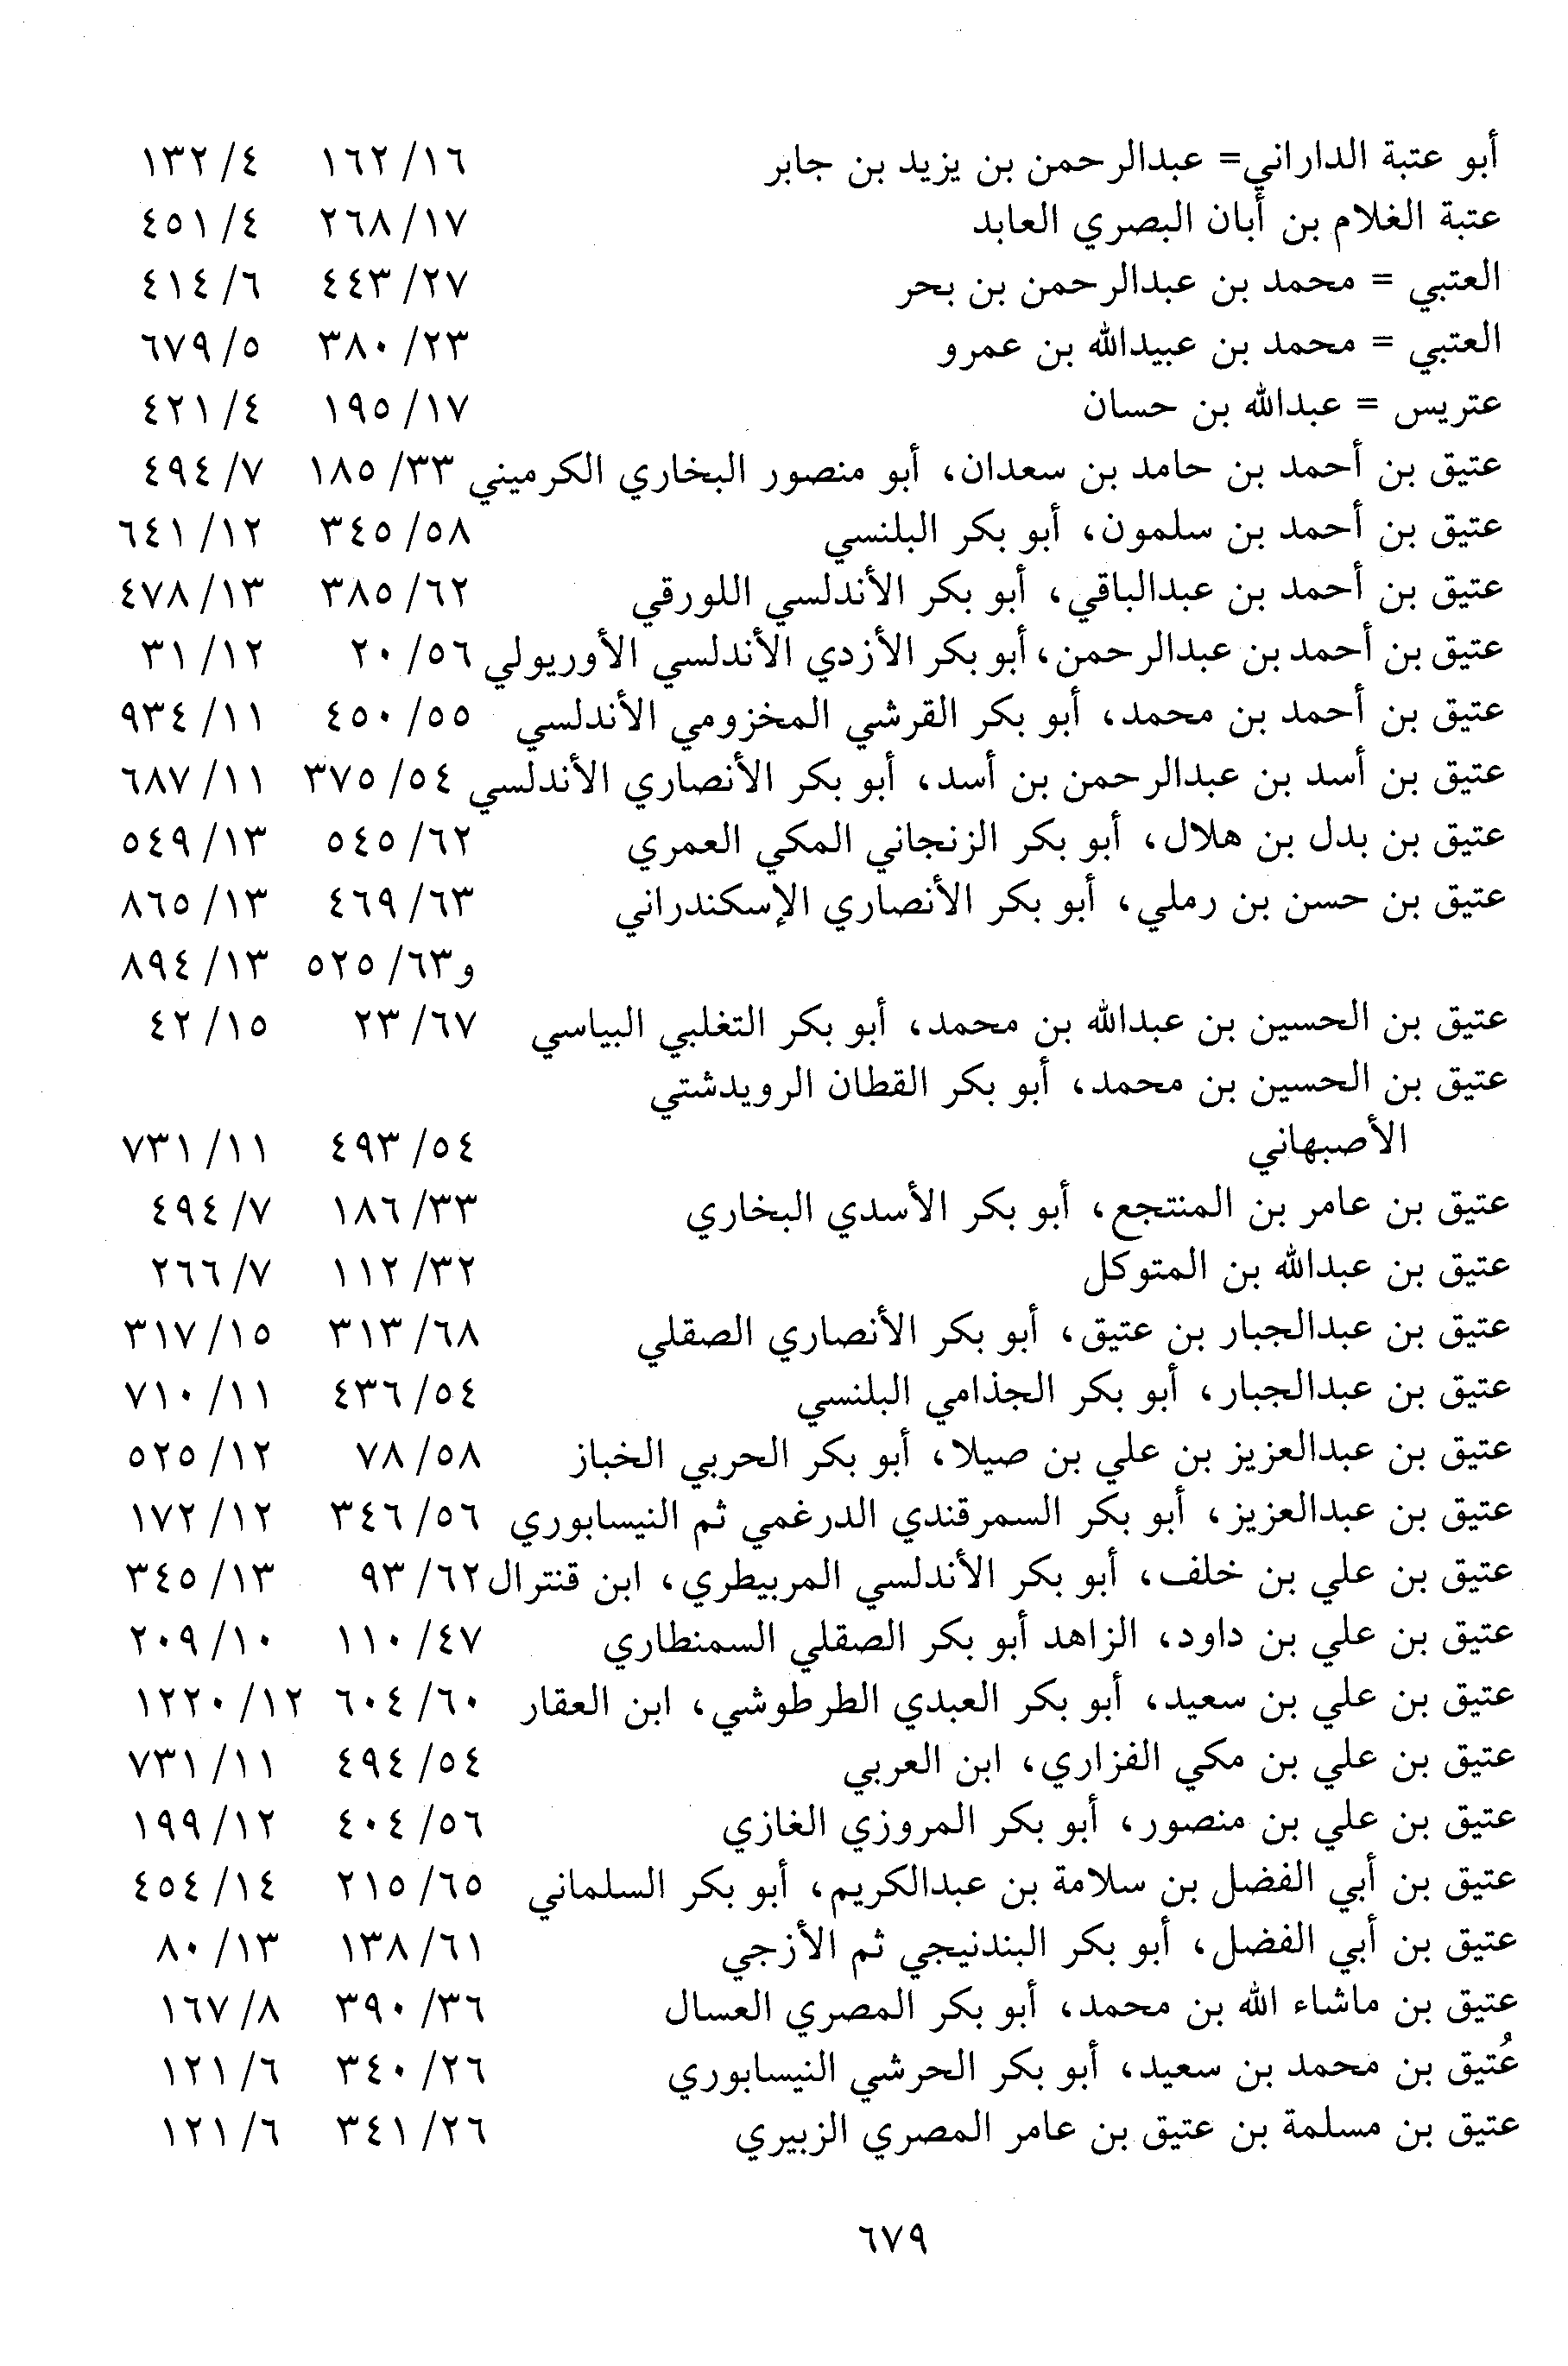 أبو عتبة الداراني= عبدالرحمن بن يزيد بن جابر ١٦/ ١٦٢ ٤/ ١٣٢
عتبة الغلام بن أبان البصري العابد ١٧/ ٢٦٨ ٤/ ٤٥١
العتبي = محمد بن عبدالرحمن بن بحر ٢٧/ ٤٤٣ ٦/ ٤١٤
العتبي = محمد بن عبيدالله بن عمرو ٢٣/ ٣٨٠ ٥/ ٦٧٩
عتريس = عبدالله بن حسان ١٧/ ١٩٥ ٤/ ٤٢١
عتيق بن أحمد بن حامد بن سعدان، أبو منصور البخاري الكرميني ٣٣/ ١٨٥ ٧/ ٤٩٤
عتيق بن أحمد بن سلمون، أبو بكر البلنسي ٥٨/ ٣٤٥ ١٢/ ٦٤١
عتيق بن أحمد بن عبدالباقي، أبو بكر الأندلسي اللورقي ٦٢/ ٣٨٥ ١٣/ ٤٧٨
عتيق بن أحمد بن عبدالرحمن، أبو بكر الأزدي الأندلسي الأوريولي ٥٦/ ٢٠ ١٢/ ٣١
عتيق بن أحمد بن محمد، أبو بكر القرشي المخزومي الأندلسي ٥٥/ ٤٥٠ ١١/ ٩٣٤
عتيق بن أسد بن عبدالرحمن بن أسد، أبو بكر الأنصاري الأندلسي ٥٤/ ٣٧٥ ١١/ ٦٨٧
عتيق بن بدل بن هلال، أبو بكر الزنجاني المكي العمري ٦٢/ ٥٤٥ ١٣/ ٥٤٩
عتيق بن حسن بن رملي، أبو بكر الأنصاري الإسكندراني ٦٣/ ٤٦٩ ١٣/ ٨٦٥
و٦٣/ ٥٢٥ ١٣/ ٨٩٤
عتيق بن الحسين بن عبدالله بن محمد، أبو بكر التغلبي البياسي ٦٧/ ٢٣ ١٥/ ٤٢
عتيق بن الحسين بن محمد، أبو بكر القطان الرويدشتي
الأصبهاني ٥٤/ ٤٩٣ ١١/ ٧٣١
عتيق بن عامر بن المنتجع، أبو بكر الأسدي البخاري ٣٣/ ١٨٦ ٧/ ٤٩٤
عتيق بن عبدالله بن المتوكل ٣٢/ ١١٢ ٧/ ٢٦٦
عتيق بن عبدالجبار بن عتيق، أبو بكر الأنصاري الصقلي ٦٨/ ٣١٣ ١٥/ ٣١٧
عتيق بن عبدالجبار، أبو بكر الجذامي البلنسي ٥٤/ ٤٣٦ ١١/ ٧١٠
عتيق بن عبدالعزيز بن علي بن صيلا، أبو بكر الحربي الخباز ٥٨/ ٧٨ ١٢/ ٥٢٥
عتيق بن عبدالعزيز، أبو بكر السمرقندي الدرغمي ثم النيسابوري ٥٦/ ٣٤٦ ١٢/ ١٧٢
عتيق بن علي بن خلف، أبو بكر الأندلسي المربيطري، ابن قنترال ٦٢/ ٩٣ ١٣/ ٣٤٥
عتيق بن علي بن داود، الزاهد أبو بكر الصقلي السمنطاري ٤٧/ ١١٠ ١٠/ ٢٠٩
عتيق بن علي بن سعيد، أبو بكر العبدي الطرطوشي، ابن العقار ٦٠/ ٦٠٤ ١٢/ ١٢٢٠
عتيق بن علي بن مكي الفزاري، ابن العربي ٥٤/ ٤٩٤ ١١/ ٧٣١
عتيق بن علي بن منصور، أبو بكر المروزي الغازي ٥٦/ ٤٠٤ ١٢/ ١٩٩
عتيق بن أبي الفضل بن سلامة بن عبدالكريم، أبو بكر السلماني ٦٥/ ٢١٥ ١٤/ ٤٥٤
عتيق بن أبي الفضل، أبو بكر البندنيجي ثم الأزجي ٦١/ ١٣٨ ١٣/ ٨٠
عتيق بن ماشاء الله بن محمد، أبو بكر المصري العسال ٣٦/ ٣٩٠ ٨/ ١٦٧
عُتيق بن محمد بن سعيد، أبو بكر الحرشي النيسابوري ٢٦/ ٣٤٠ ٦/ ١٢١
عتيق بن مسلمة بن عتيق بن عامر المصري الزبيري ٢٦/ ٣٤١ ٦/ ١٢١
٦٧٩